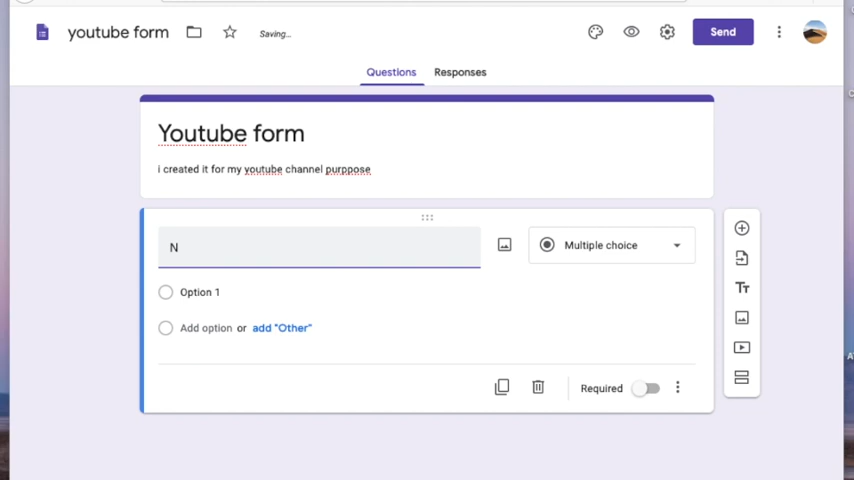 youtube form Saving... Send
Questions Responses
Youtube form
i created it for my youtube channel purppose
N Multiple choice
Option 1
Add option or add "Other"
Required